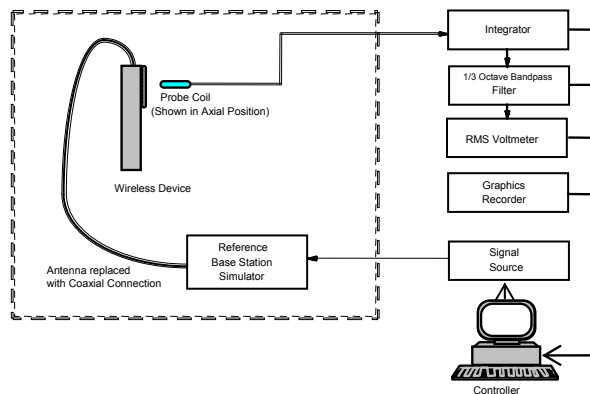 Integrator
1/3 Octave Bandpass
Filter
RMS Voltmeter
Graphics
Recorder
Probe Coil
(Shown in Axial Position)
Wireless Device
Reference
Base Station
Simulator
Signal
Source
Antenna replaced
with Coaxial Connection
Controller